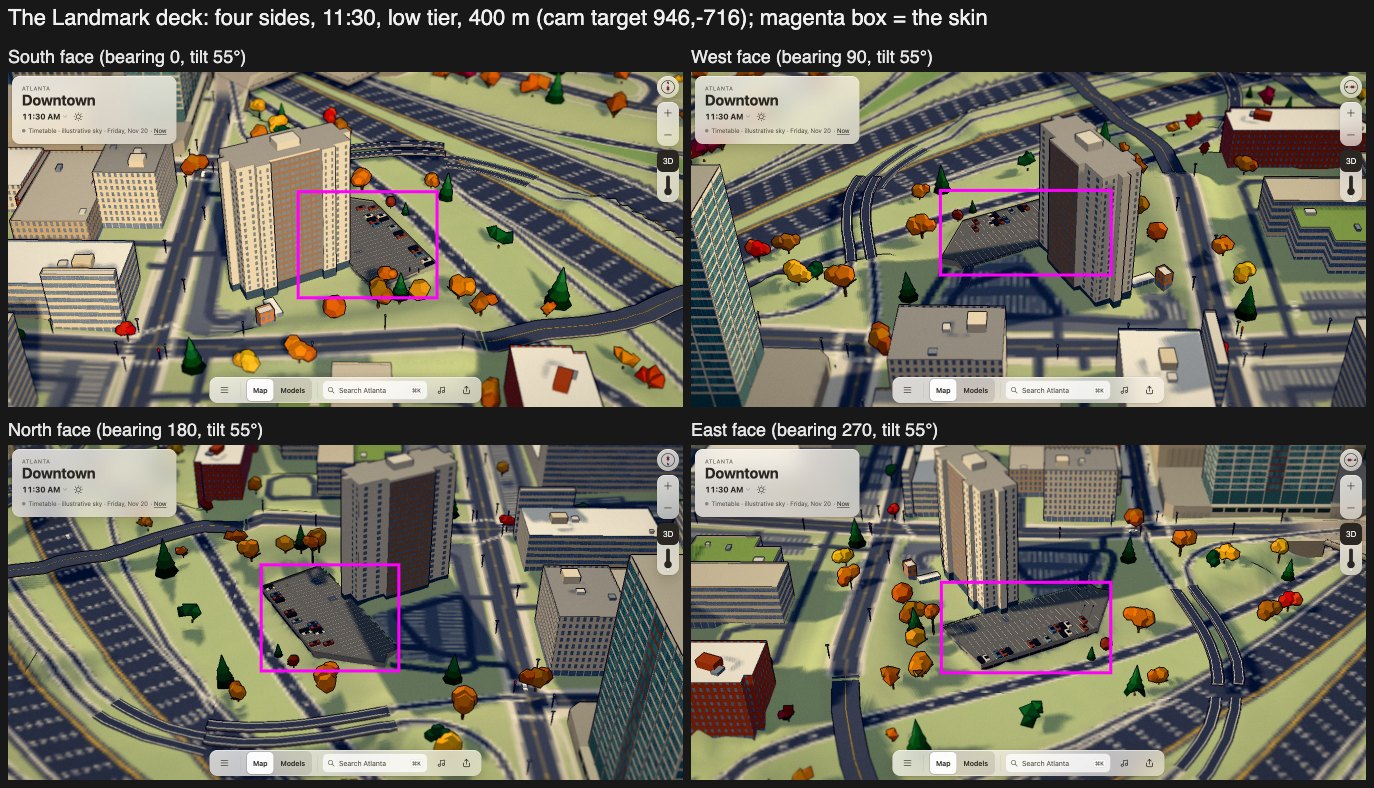 The Landmark deck: four sides, 11:30, low tier, 400 m (cam target 946,-716); magenta box = the skin
South face (bearing 0, tilt 55°)
ATLANTA
Downtown
11:30 AM
Timetable · illustrative sky · Friday, Nov 20 · Now
3D
Map Models Search Atlanta ⌘K
West face (bearing 90, tilt 55°)
ATLANTA
Downtown
11:30 AM
Timetable · illustrative sky · Friday, Nov 20 · Now
3D
Map Models Search Atlanta ⌘K
North face (bearing 180, tilt 55°)
ATLANTA
Downtown
11:30 AM
Timetable · illustrative sky · Friday, Nov 20 · Now
3D
Map Models Search Atlanta ⌘K
East face (bearing 270, tilt 55°)
ATLANTA
Downtown
11:30 AM
Timetable · illustrative sky · Friday, Nov 20 · Now
3D
Map Models Search Atlanta ⌘K